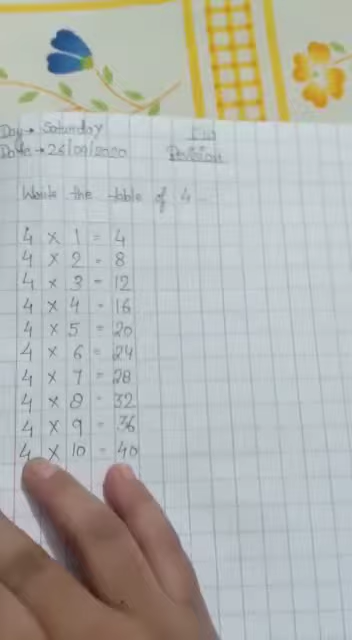 Day → Saturday
Date → 26/09/2020
Revision
Write the table of 4 -
4 × 1 = 4
4 × 2 = 8
4 × 3 = 12
4 × 4 = 16
4 × 5 = 20
4 × 6 = 24
4 × 7 = 28
4 × 8 = 32
4 × 9 = 36
4 × 10 = 40